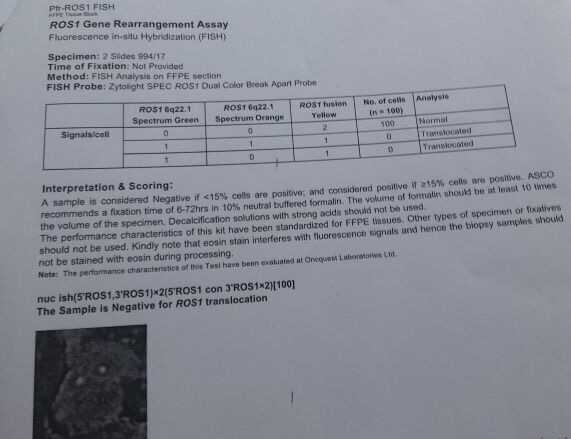 Pfr-ROS1 FISH
FFPE Tissue Block
ROS1 Gene Rearrangement Assay
Fluorescence in-situ Hybridization (FISH)
Specimen: 2 Slides 994/17
Time of Fixation: Not Provided
Method: FISH Analysis on FFPE section
FISH Probe: Zytolight SPEC ROS1 Dual Color Break Apart Probe
ROS1 6q22.1 Spectrum Green ROS1 6q22.1 Spectrum Orange ROS1 fusion Yellow No. of cells (n = 100) Analysis
Signals/cell 0 0 2 100 Normal
1 1 1 0 Translocated
1 0 1 0 Translocated
Interpretation & Scoring:
A sample is considered Negative if <15% cells are positive; and considered positive if ≥15% cells are positive. ASCO
recommends a fixation time of 6-72hrs in 10% neutral buffered formalin. The volume of formalin should be at least 10 times
the volume of the specimen. Decalcification solutions with strong acids should not be used.
The performance characteristics of this kit have been standardized for FFPE tissues. Other types of specimen or fixatives
should not be used. Kindly note that eosin stain interferes with fluorescence signals and hence the biopsy samples should
not be stained with eosin during processing.
Note: The performance characteristics of this Test have been evaluated at Oncquest Laboratories Ltd.
nuc ish(5'ROS1,3'ROS1)×2(5'ROS1 con 3'ROS1×2)[100]
The Sample is Negative for ROS1 translocation